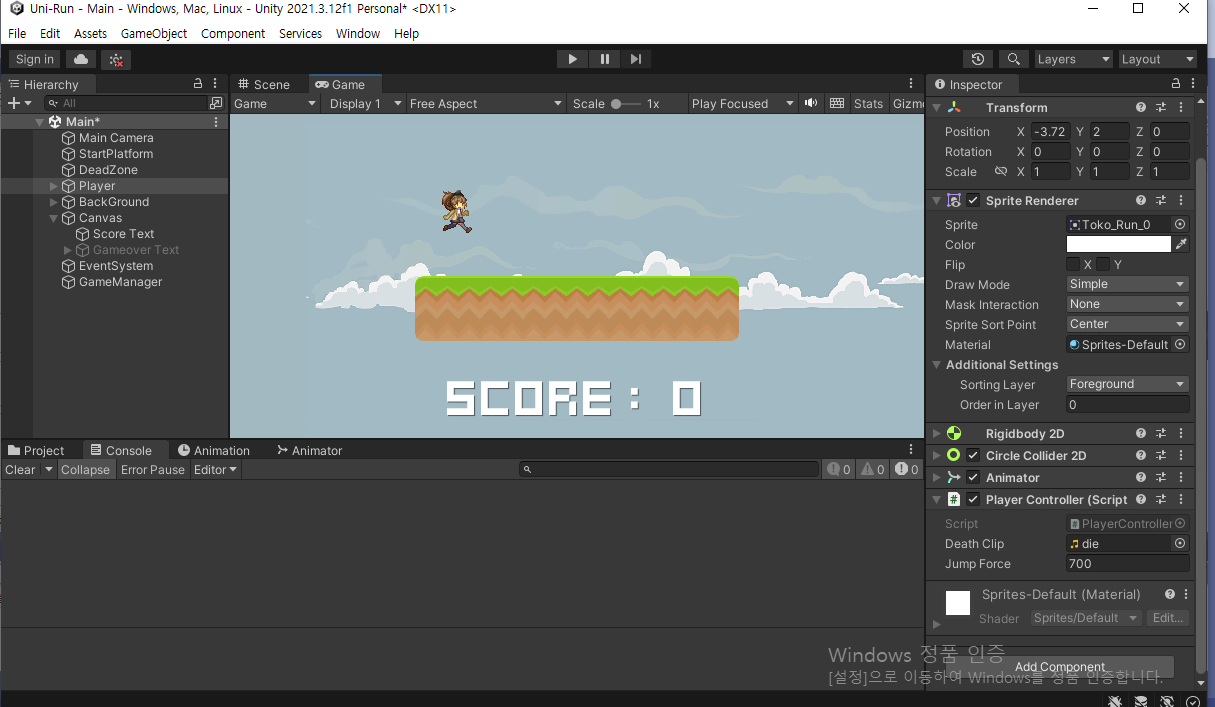 Uni-Run - Main - Windows, Mac, Linux - Unity 2021.3.12f1 Personal* <DX11>
File Edit Assets GameObject Component Services Window Help
Sign in Layers Layout
Hierarchy Scene Game Inspector
All Game Display 1 Free Aspect Scale 1x Play Focused Stats Gizmo
Main*
Main Camera
StartPlatform
DeadZone
Player
BackGround
Canvas
Score Text
Gameover Text
EventSystem
GameManager
SCORE : 0
Transform
Position X -3.72 Y 2 Z 0
Rotation X 0 Y 0 Z 0
Scale X 1 Y 1 Z 1
Sprite Renderer
Sprite Toko_Run_0
Color
Flip X Y
Draw Mode Simple
Mask Interaction None
Sprite Sort Point Center
Material Sprites-Default
Additional Settings
Sorting Layer Foreground
Order in Layer 0
Rigidbody 2D
Circle Collider 2D
Animator
Player Controller (Script
Script PlayerController
Death Clip die
Jump Force 700
Sprites-Default (Material)
Shader Sprites/Default Edit...
Add Component
Project Console Animation Animator
Clear Collapse Error Pause Editor 0 0 0
Windows 정품 인증
[설정]으로 이동하여 Windows를 정품 인증합니다.